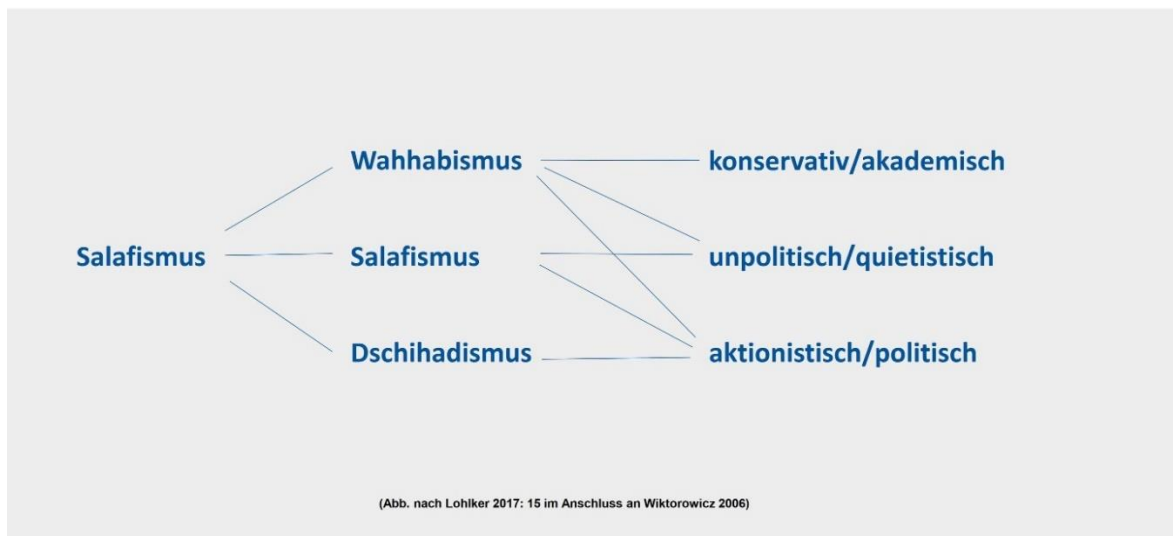 Wahhabismus konservativ/akademisch
Salafismus Salafismus unpolitisch/quietistisch
Dschihadismus aktionistisch/politisch
(Abb. nach Lohlker 2017: 15 im Anschluss an Wiktorowicz 2006)